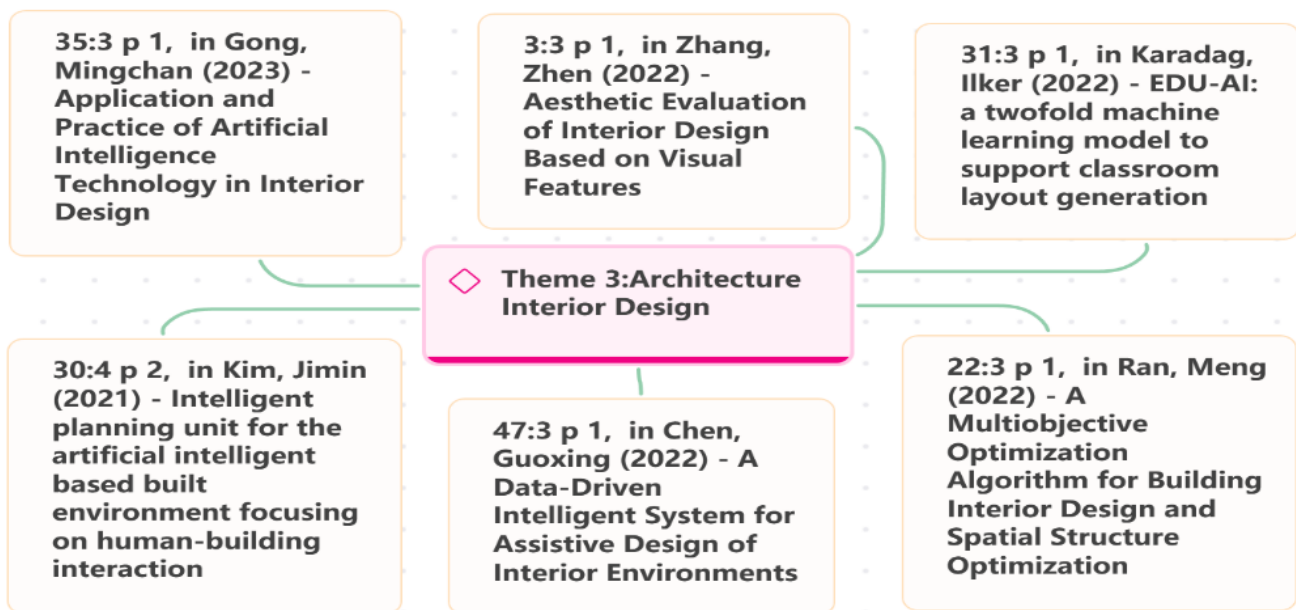 35:3 p 1,  in Gong,
Mingchan (2023) -
Application and
Practice of Artificial
Intelligence
Technology in Interior
Design
3:3 p 1,  in Zhang,
Zhen (2022) -
Aesthetic Evaluation
of Interior Design
Based on Visual
Features
31:3 p 1,  in Karadag,
Ilker (2022) - EDU-AI:
a twofold machine
learning model to
support classroom
layout generation
Theme 3:Architecture
Interior Design
30:4 p 2,  in Kim, Jimin
(2021) - Intelligent
planning unit for the
artificial intelligent
based built
environment focusing
on human-building
interaction
47:3 p 1,  in Chen,
Guoxing (2022) - A
Data-Driven
Intelligent System for
Assistive Design of
Interior Environments
22:3 p 1,  in Ran, Meng
(2022) - A
Multiobjective
Optimization
Algorithm for Building
Interior Design and
Spatial Structure
Optimization